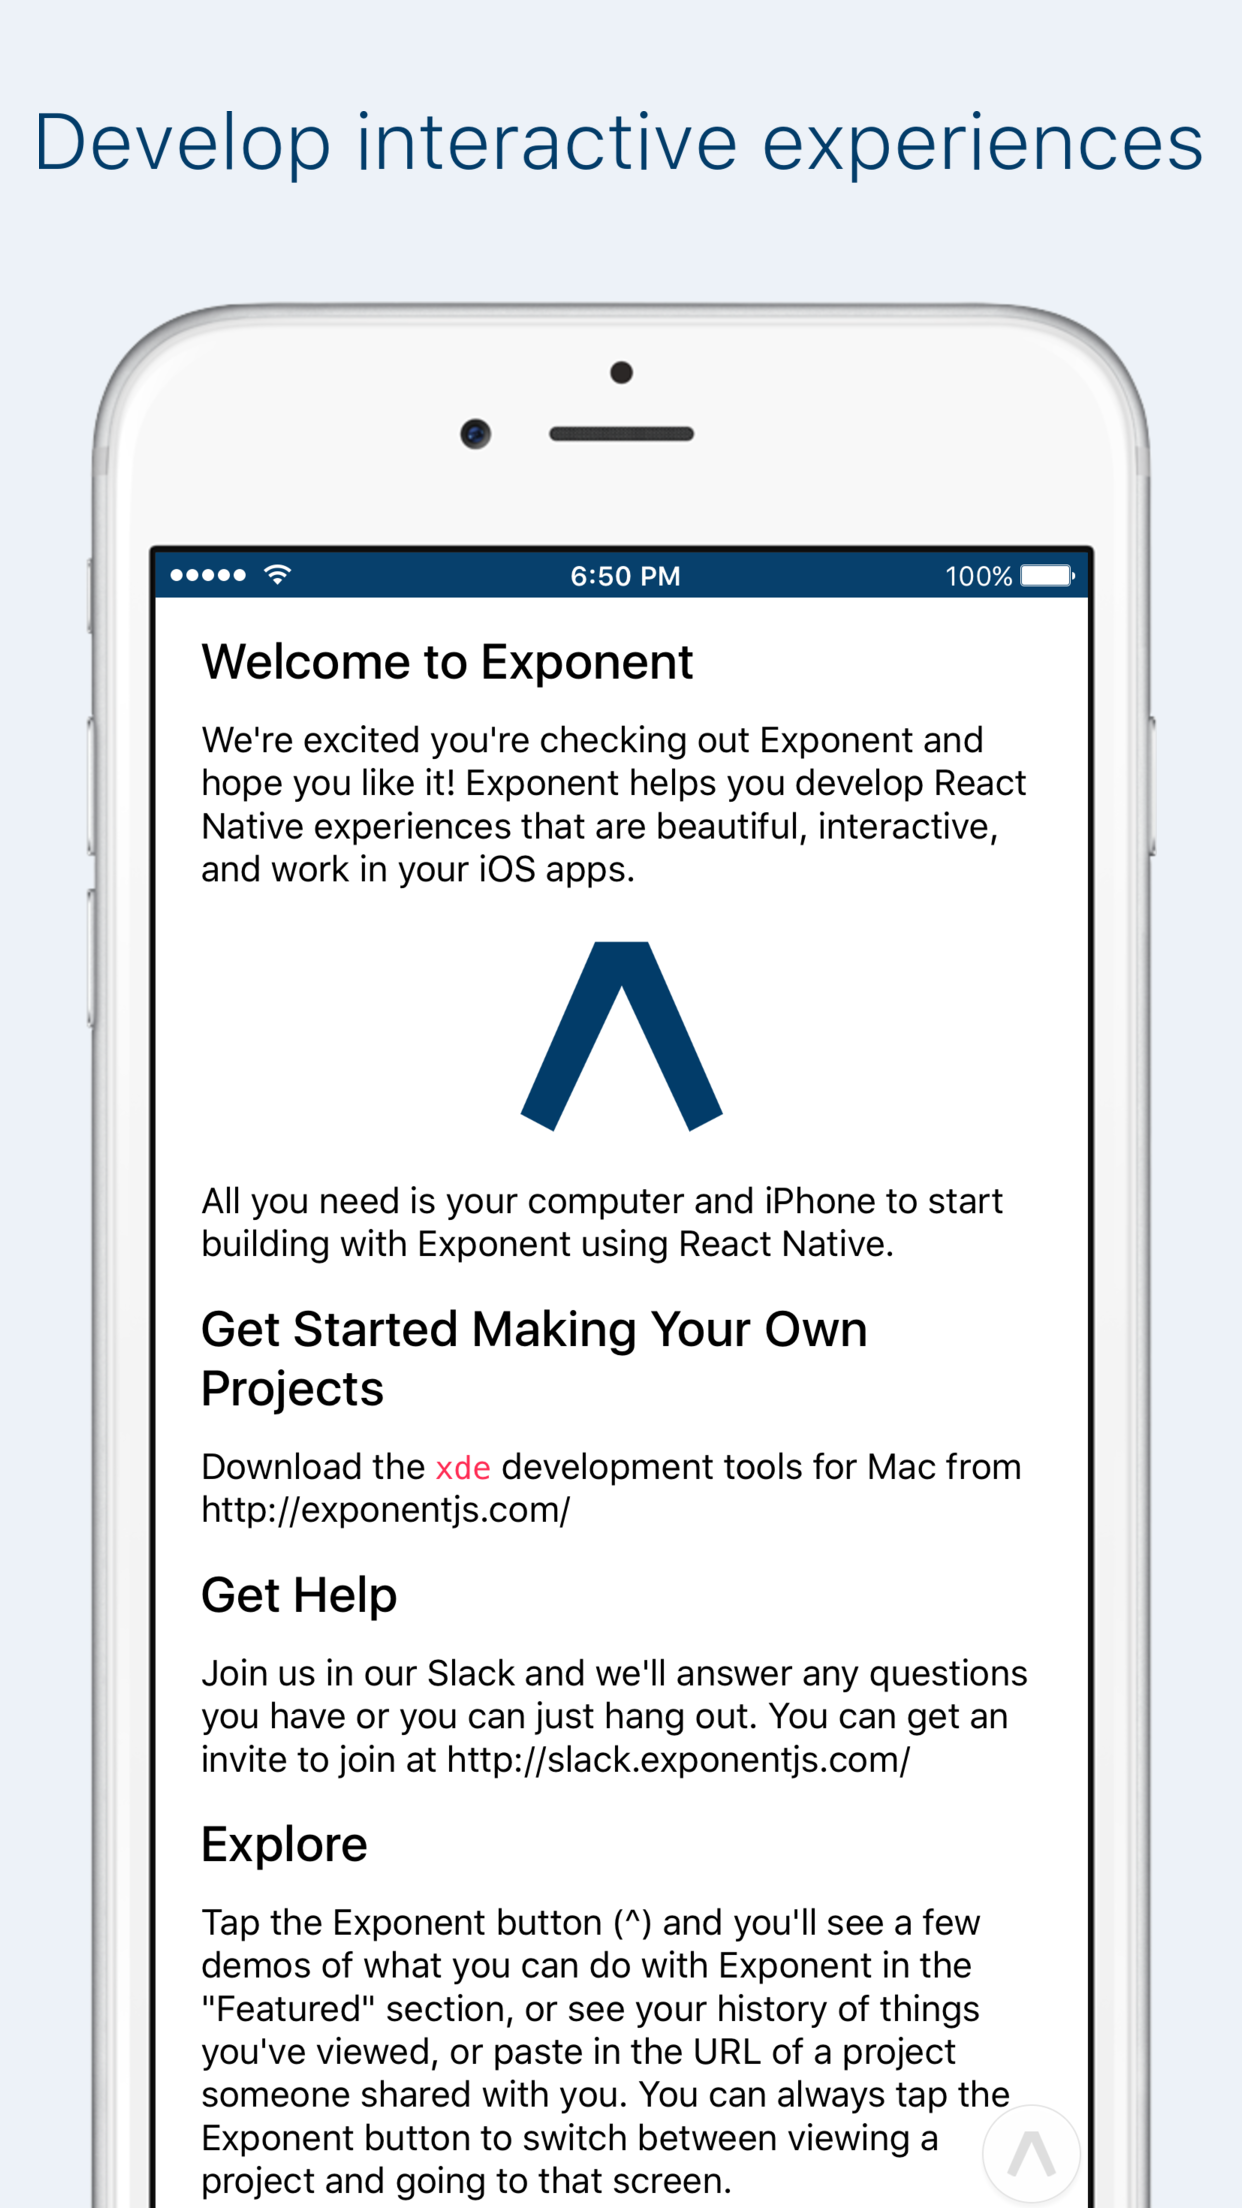 Develop interactive experiences
6:50 PM
100%
Welcome to Exponent
We're excited you're checking out Exponent and
hope you like it! Exponent helps you develop React
Native experiences that are beautiful, interactive,
and work in your iOS apps.
All you need is your computer and iPhone to start
building with Exponent using React Native.
Get Started Making Your Own
Projects
Download the xde development tools for Mac from
http://exponentjs.com/
Get Help
Join us in our Slack and we'll answer any questions
you have or you can just hang out. You can get an
invite to join at http://slack.exponentjs.com/
Explore
Tap the Exponent button (^) and you'll see a few
demos of what you can do with Exponent in the
"Featured" section, or see your history of things
you've viewed, or paste in the URL of a project
someone shared with you. You can always tap the
Exponent button to switch between viewing a
project and going to that screen.